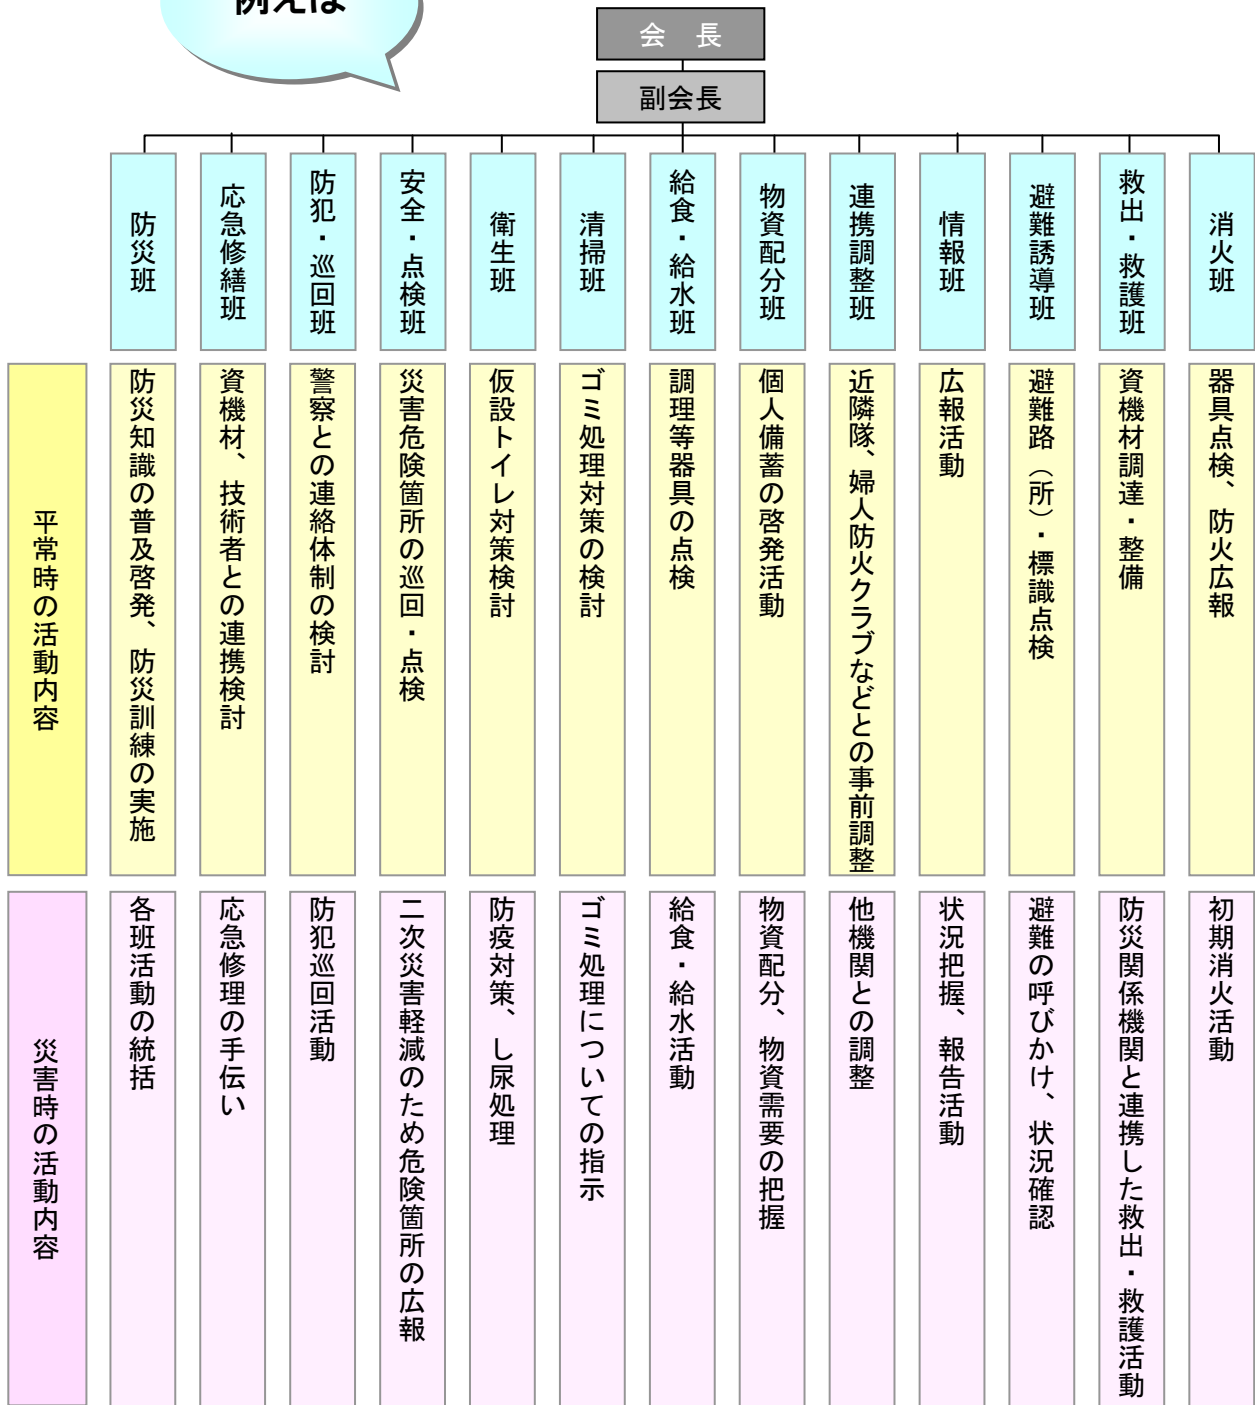 例えば
会　長
副会長
消火班
救出・救護班
避難誘導班
情報班
連携調整班
物資配分班
給食・給水班
清掃班
衛生班
安全・点検班
防犯・巡回班
応急修繕班
防災班
器具点検、防火広報
資機材調達・整備
避難路（所）・標識点検
広報活動
近隣隊、婦人防火クラブなどとの事前調整
個人備蓄の啓発活動
調理等器具の点検
ゴミ処理対策の検討
仮設トイレ対策検討
災害危険箇所の巡回・点検
警察との連絡体制の検討
資機材、技術者との連携検討
防災知識の普及啓発、防災訓練の実施
平常時の活動内容
初期消火活動
防災関係機関と連携した救出・救護活動
避難の呼びかけ、状況確認
状況把握、報告活動
他機関との調整
物資配分、物資需要の把握
給食・給水活動
ゴミ処理についての指示
防疫対策、し尿処理
二次災害軽減のため危険箇所の広報
防犯巡回活動
応急修理の手伝い
各班活動の統括
災害時の活動内容